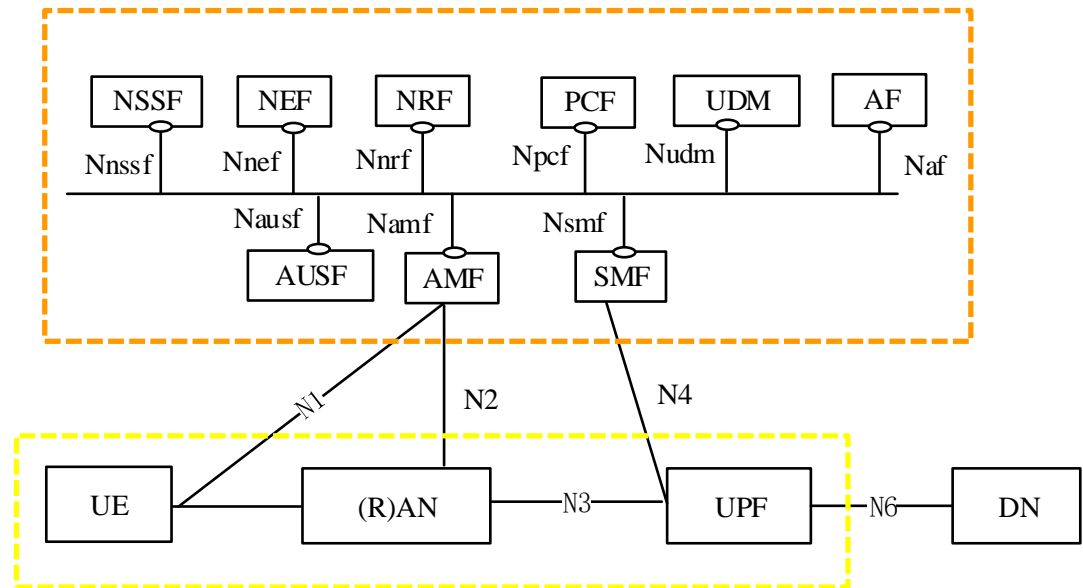 NSSF NEF NRF PCF UDM AF
Nnssf Nnef Nnrf Npcf Nudm Naf
Nausf Namf Nsmf
AUSF AMF SMF
N1 N2 N4
UE (R)AN N3 UPF N6 DN